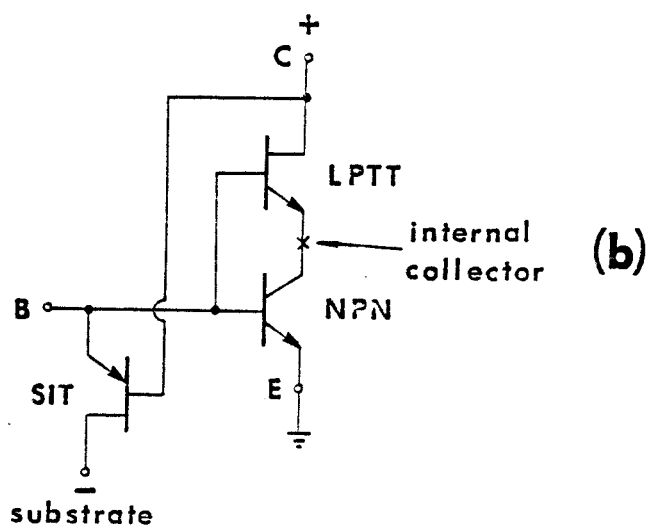 +
C
LPTT
internal
collector
(b)
B
NPN
SIT
E
−
substrate